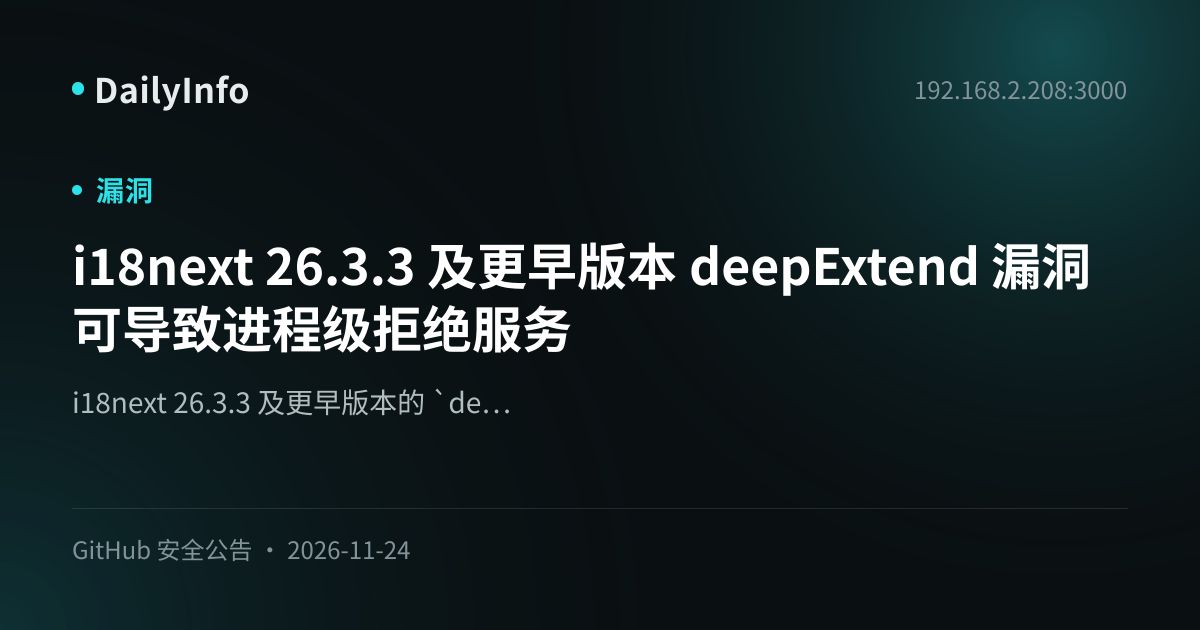 DailyInfo
192.168.2.208:3000
漏洞
i18next 26.3.3 及更早版本 deepExtend 漏洞
可导致进程级拒绝服务
i18next 26.3.3 及更早版本的 `de…
GitHub 安全公告 · 2026-11-24